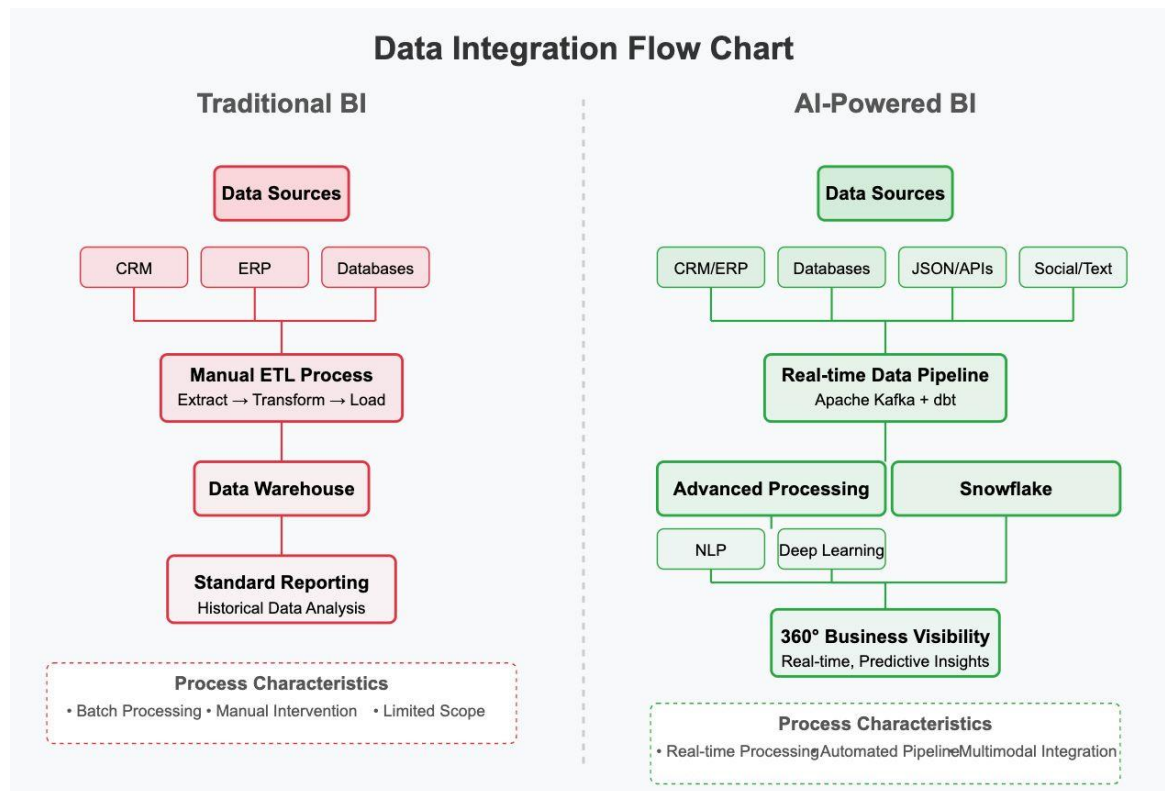 Data Integration Flow Chart
Traditional BI
Data Sources
CRM
ERP
Databases
Manual ETL Process
Extract → Transform → Load
Data Warehouse
Standard Reporting
Historical Data Analysis
Process Characteristics
• Batch Processing • Manual Intervention • Limited Scope
AI-Powered BI
Data Sources
CRM/ERP
Databases
JSON/APIs
Social/Text
Real-time Data Pipeline
Apache Kafka + dbt
Advanced Processing
Snowflake
NLP
Deep Learning
360° Business Visibility
Real-time, Predictive Insights
Process Characteristics
• Real-time Processing • Automated Pipeline • Multimodal Integration